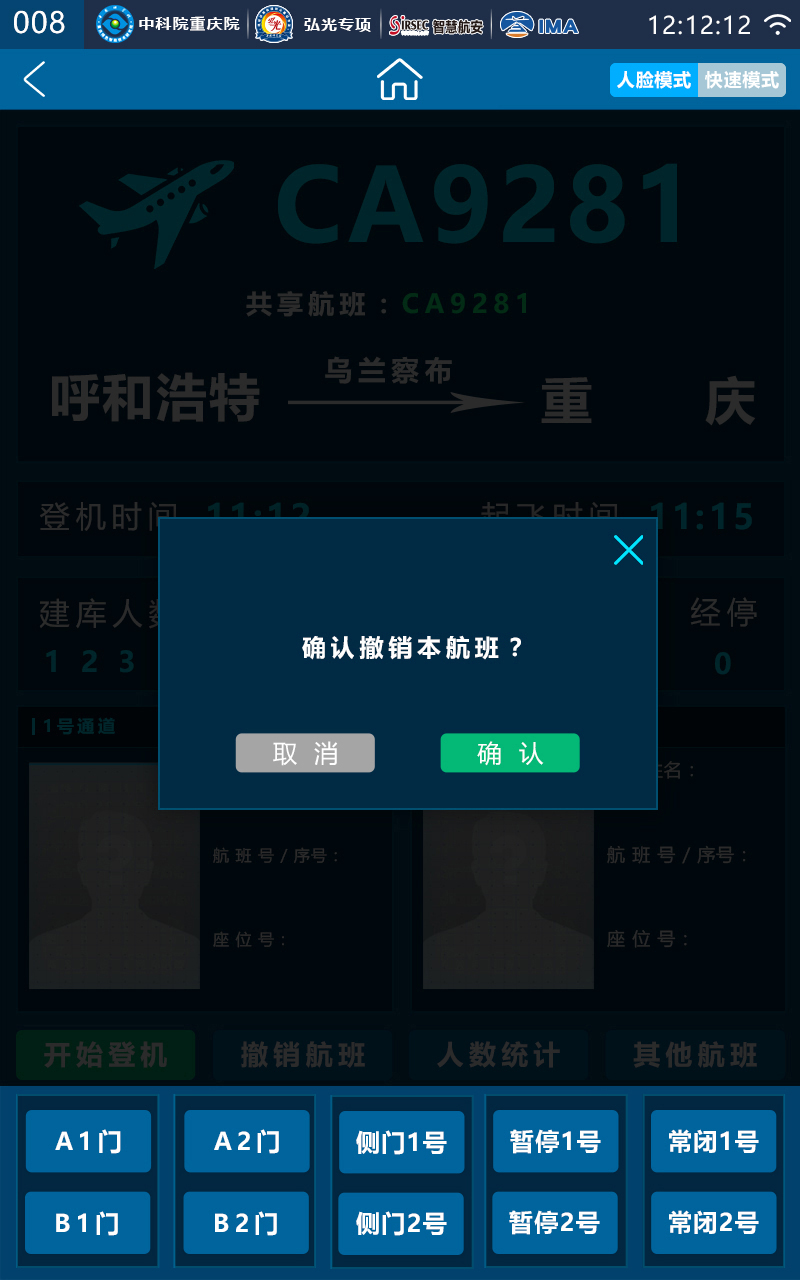 008 中科院重庆院 弘光专项 SiRSEC 智慧航安 IMA 12:12:12
人脸模式 快速模式
CA9281
共享航班：CA9281
乌兰察布
呼和浩特 重 庆
登机时间 11:12 起飞时间 11:15
建库人数 经停
1 2 3 0
1号通道
确认撤销本航班？
取 消 确 认
姓名：
航班号/序号： 航班号/序号：
座位号： 座位号：
开始登机 撤销航班 人数统计 其他航班
A1门 A2门 侧门1号 暂停1号 常闭1号
B1门 B2门 侧门2号 暂停2号 常闭2号